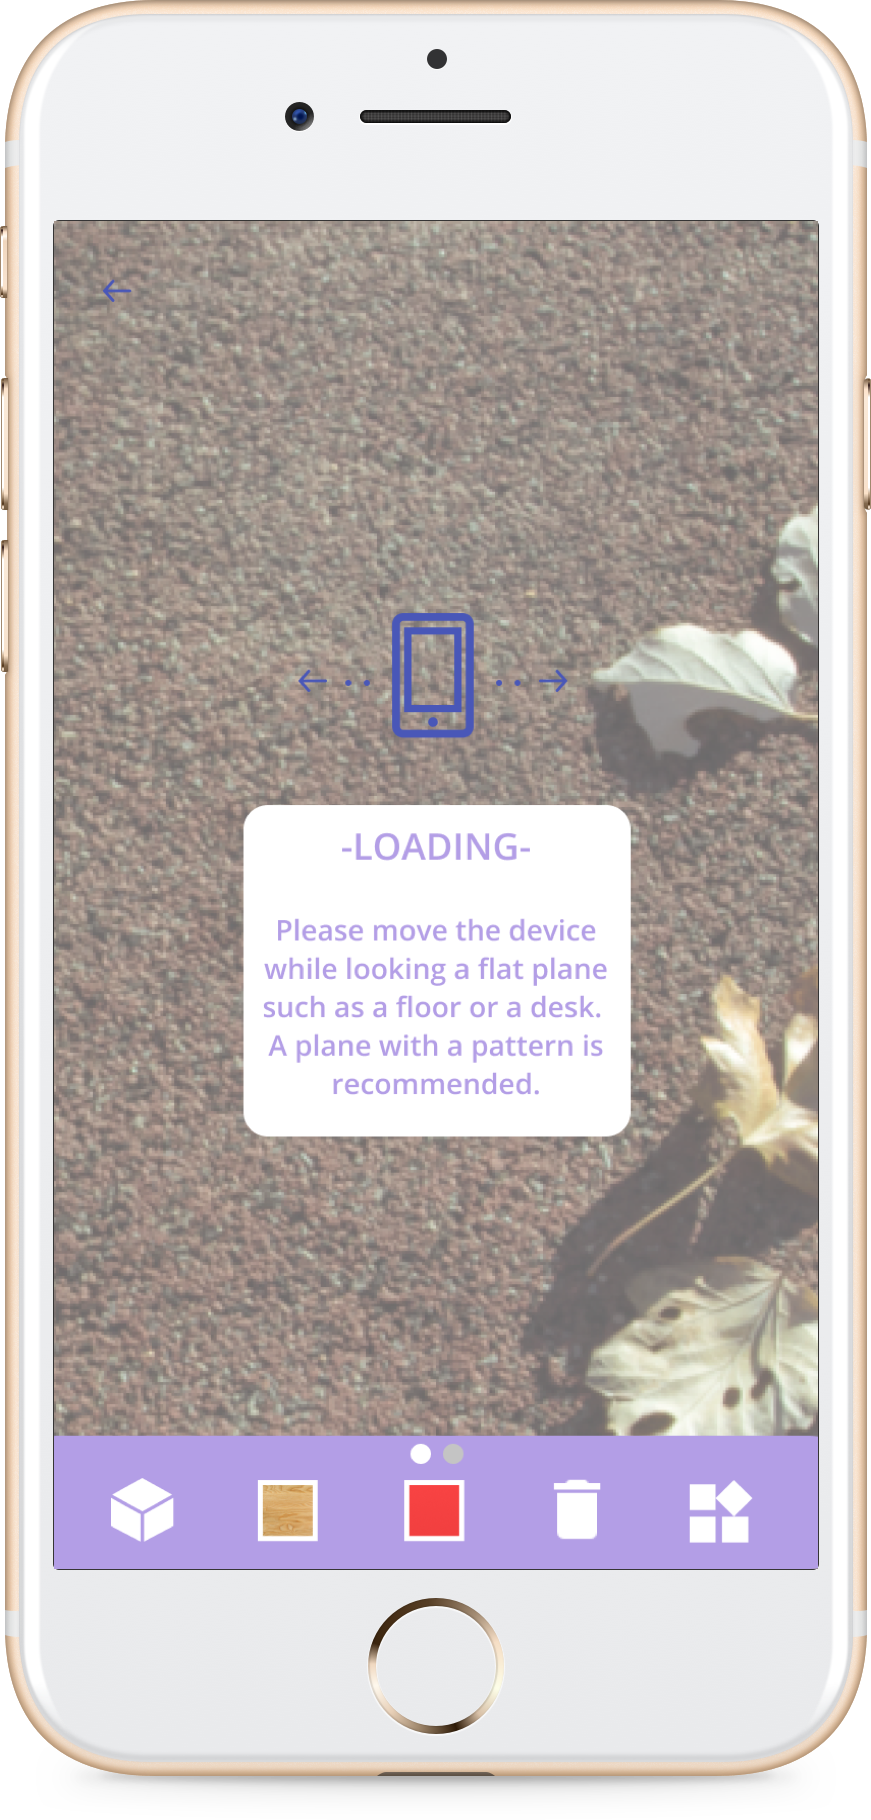 -LOADING-
Please move the device
while looking a flat plane
such as a floor or a desk.
A plane with a pattern is
recommended.